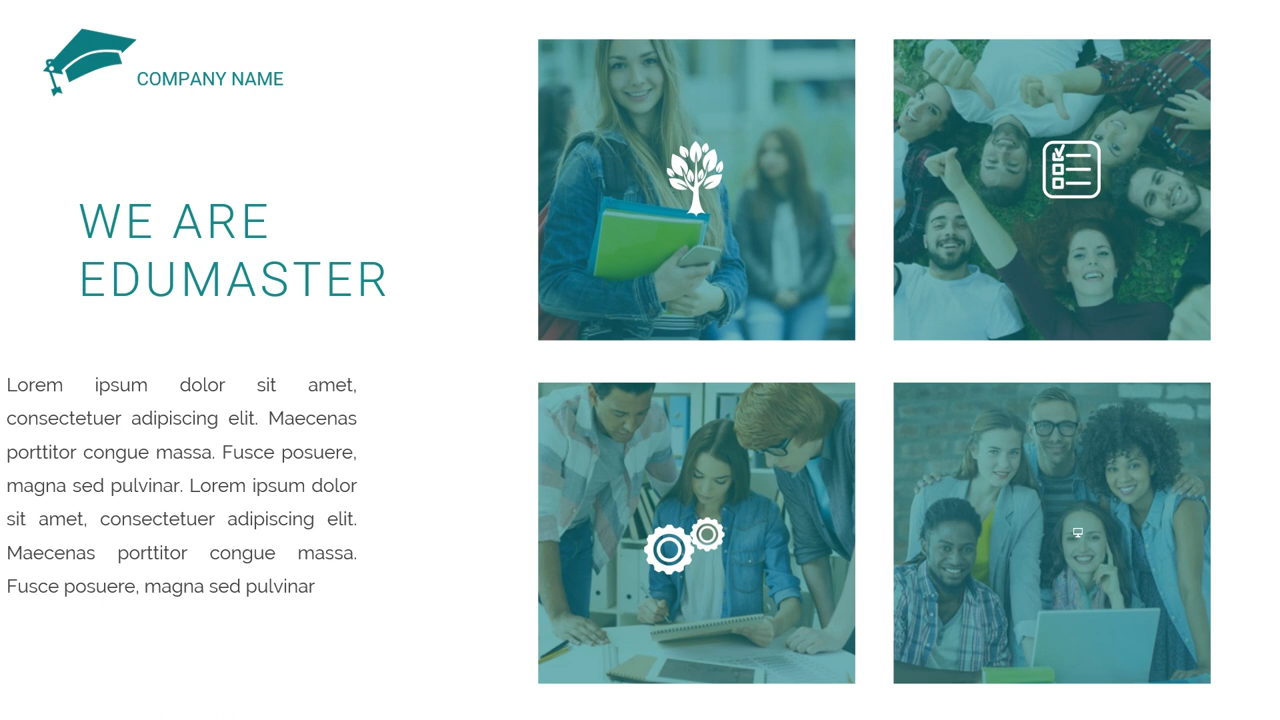 COMPANY NAME
WE ARE
EDUMASTER
Lorem ipsum dolor sit amet,
consectetuer adipiscing elit. Maecenas
porttitor congue massa. Fusce posuere,
magna sed pulvinar. Lorem ipsum dolor
sit amet, consectetuer adipiscing elit.
Maecenas porttitor congue massa.
Fusce posuere, magna sed pulvinar